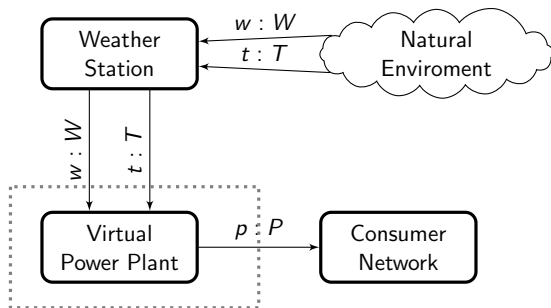 Weather
Station
w : W
t : T
Natural
Enviroment
w : W
t : T
Virtual
Power Plant
p : P
Consumer
Network